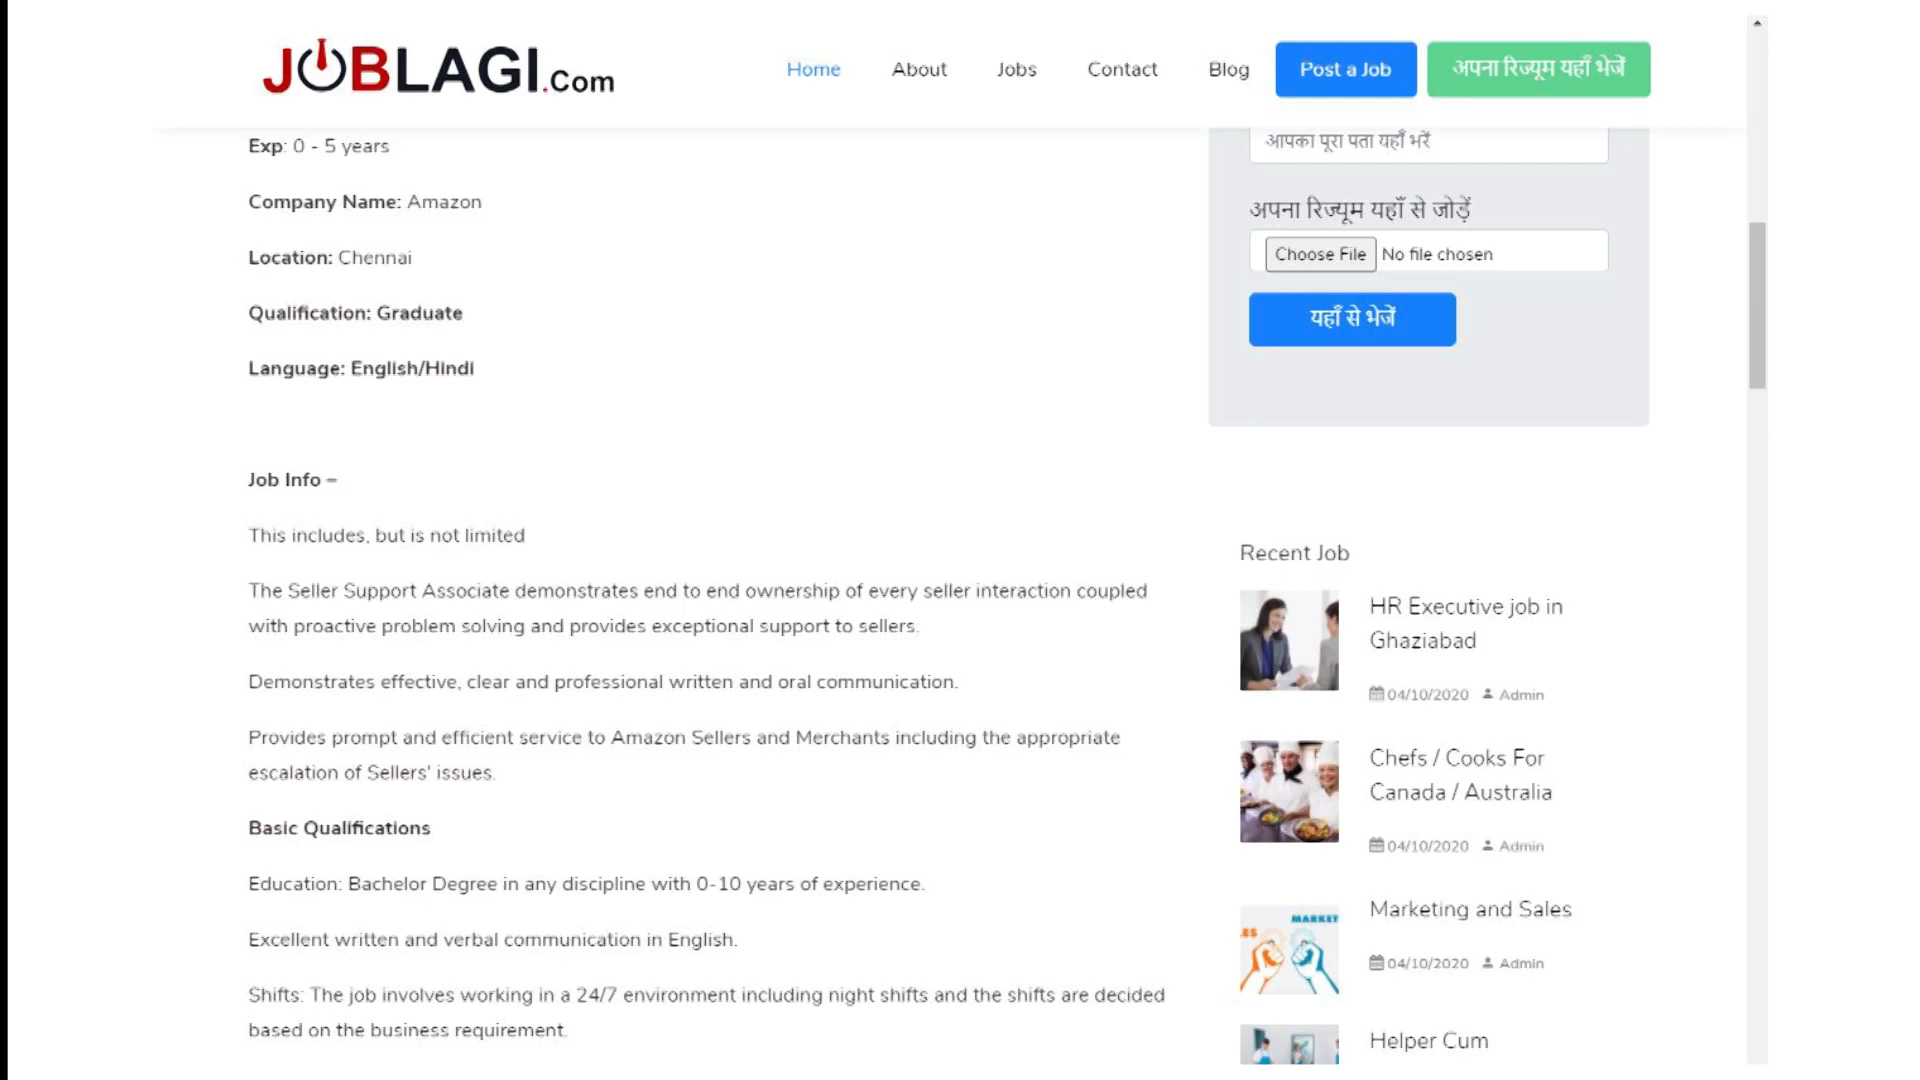 JOBLAGI.Com
Home
About
Jobs
Contact
Blog
Post a Job
अपना रिज्यूम यहाँ भेजें
Exp: 0 - 5 years
Company Name: Amazon
Location: Chennai
Qualification: Graduate
Language: English/Hindi
Job Info –
This includes, but is not limited
The Seller Support Associate demonstrates end to end ownership of every seller interaction coupled
with proactive problem solving and provides exceptional support to sellers.
Demonstrates effective, clear and professional written and oral communication.
Provides prompt and efficient service to Amazon Sellers and Merchants including the appropriate
escalation of Sellers' issues.
Basic Qualifications
Education: Bachelor Degree in any discipline with 0-10 years of experience.
Excellent written and verbal communication in English.
Shifts: The job involves working in a 24/7 environment including night shifts and the shifts are decided
based on the business requirement.
आपका पूरा पता यहाँ भरें
अपना रिज्यूम यहाँ से जोड़ें
Choose File No file chosen
यहाँ से भेजें
Recent Job
HR Executive job in
Ghaziabad
04/10/2020 Admin
Chefs / Cooks For
Canada / Australia
04/10/2020 Admin
MARKET
ES
Marketing and Sales
04/10/2020 Admin
Helper Cum